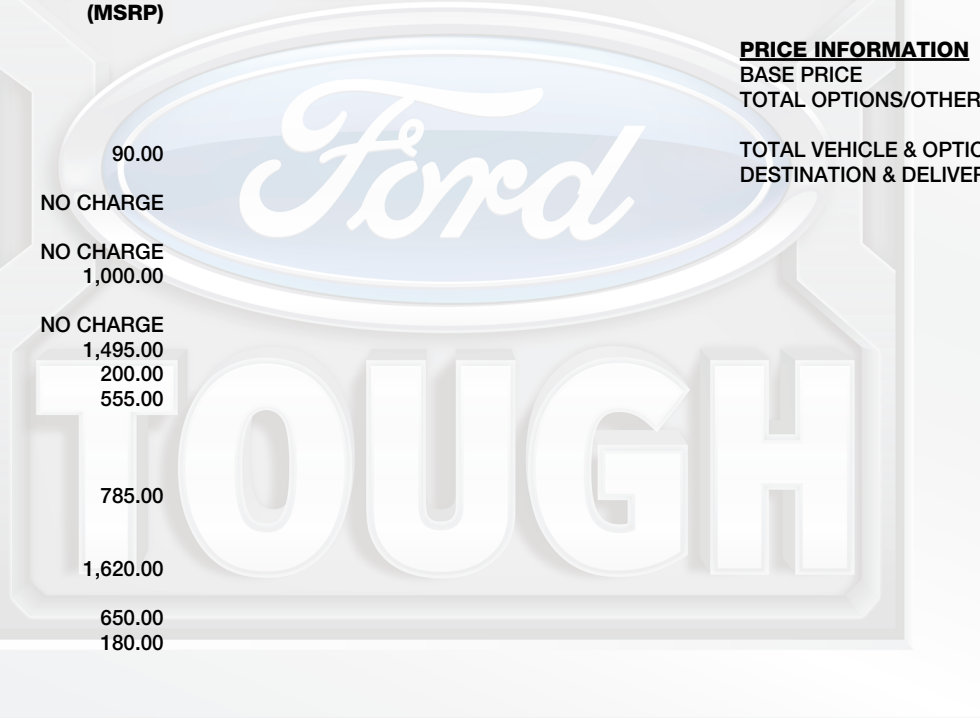 (MSRP)
90.00
NO CHARGE
NO CHARGE
1,000.00
NO CHARGE
1,495.00
200.00
555.00
785.00
1,620.00
650.00
180.00
PRICE INFORMATION
BASE PRICE
TOTAL OPTIONS/OTHER
TOTAL VEHICLE & OPTIO
DESTINATION & DELIVER
Ford
TOUGH